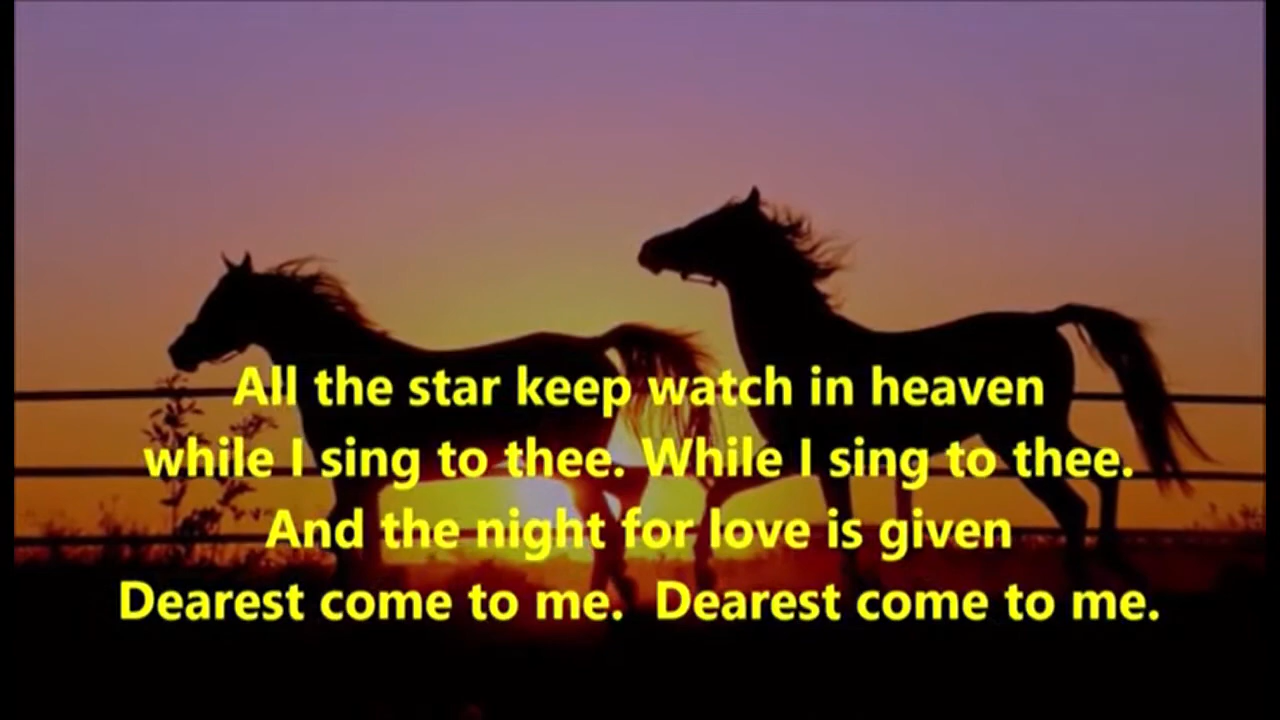 All the star keep watch in heaven
while I sing to thee. While I sing to thee.
And the night for love is given
Dearest come to me.  Dearest come to me.